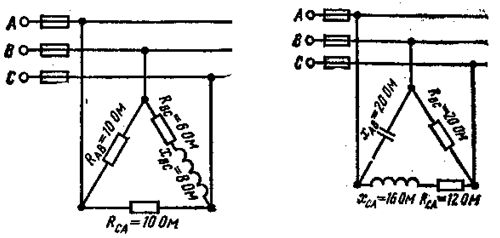 A
B
C
R_AB=10 Ом
R_BC=6 Ом
x_BC=8 Ом
R_CA=10 Ом
A
B
C
x_AB=20 Ом
R_BC=20 Ом
x_CA=16 Ом R_CA=12 Ом